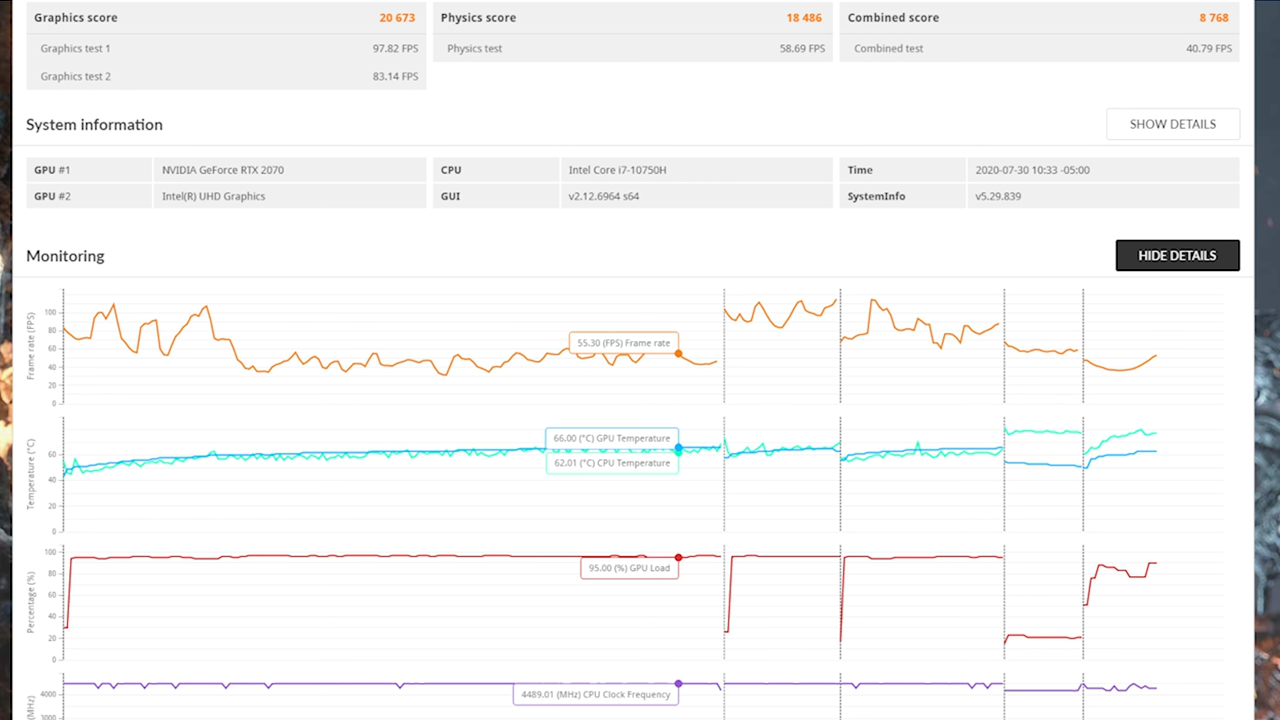 Graphics score 20 673
Graphics test 1 97.82 FPS
Graphics test 2 83.14 FPS
Physics score 18 486
Physics test 58.69 FPS
Combined score 8 768
Combined test 40.79 FPS
System information SHOW DETAILS
GPU #1 NVIDIA GeForce RTX 2070 CPU Intel Core i7-10750H Time 2020-07-30 10:33 -05:00
GPU #2 Intel(R) UHD Graphics GUI v2.12.6964 s64 SystemInfo v5.29.839
Monitoring HIDE DETAILS
Frame rate (FPS)
100
80
60
40
20
0
55.30 (FPS) Frame rate
Temperature (°C)
60
40
20
0
66.00 (°C) GPU Temperature
62.01 (°C) CPU Temperature
Percentage (%)
100
80
60
40
20
0
95.00 (%) GPU Load
(MHz)
4000
3000
4489.01 (MHz) CPU Clock Frequency